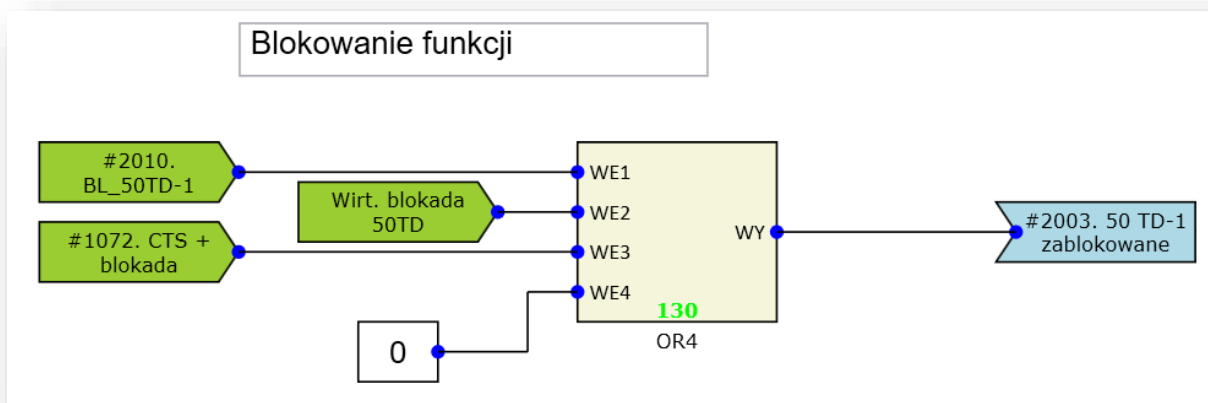 Blokowanie funkcji
#2010.
BL_50TD-1
WE1
Wirt. blokada
50TD
WE2
#1072. CTS +
blokada
WE3
WY
#2003. 50 TD-1
zablokowane
WE4
130
OR4
0